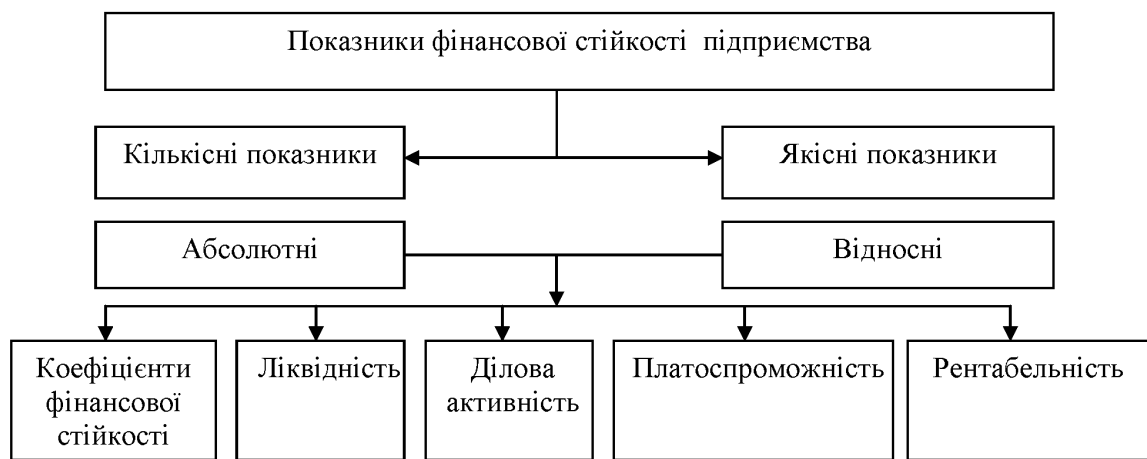 Показники фінансової стійкості підприємства
Кількісні показники
Якісні показники
Абсолютні
Відносні
Коефіцієнти
фінансової
стійкості
Ліквідність
Ділова
активність
Платоспроможність
Рентабельність